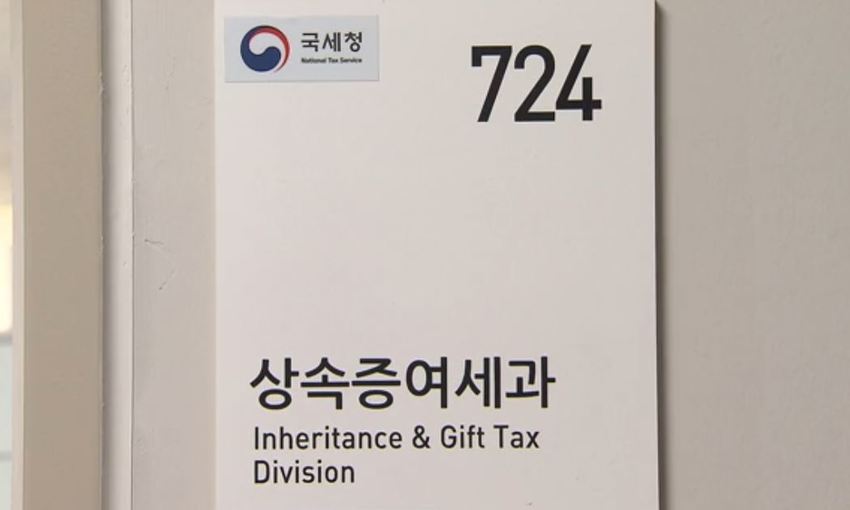 국세청
National Tax Service
724
상속증여세과
Inheritance & Gift Tax
Division